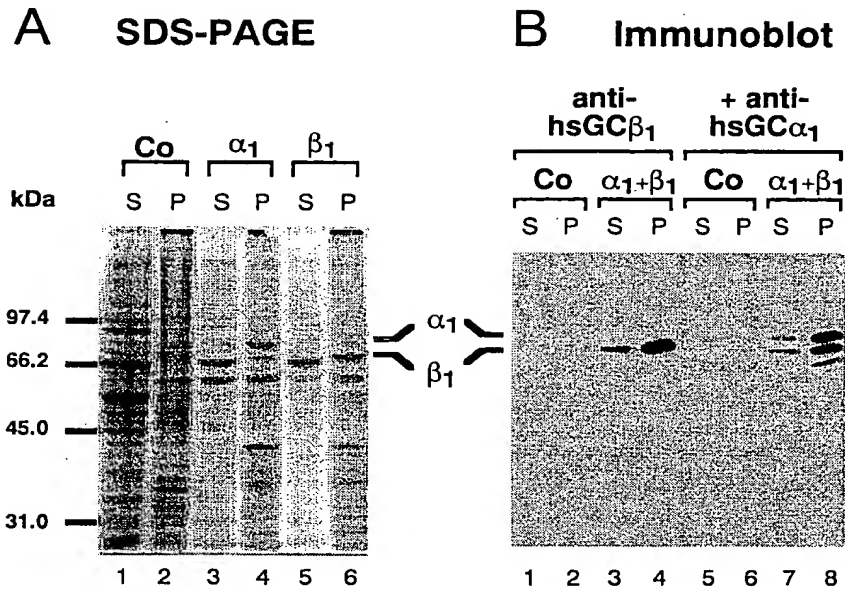 A SDS-PAGE
Co α1 β1
kDa S P S P S P
97.4
66.2
45.0
31.0
1 2 3 4 5 6
α1
β1
B Immunoblot
anti-hsGCβ1 + anti-hsGCα1
Co α1+β1 Co α1+β1
S P S P S P S P
1 2 3 4 5 6 7 8